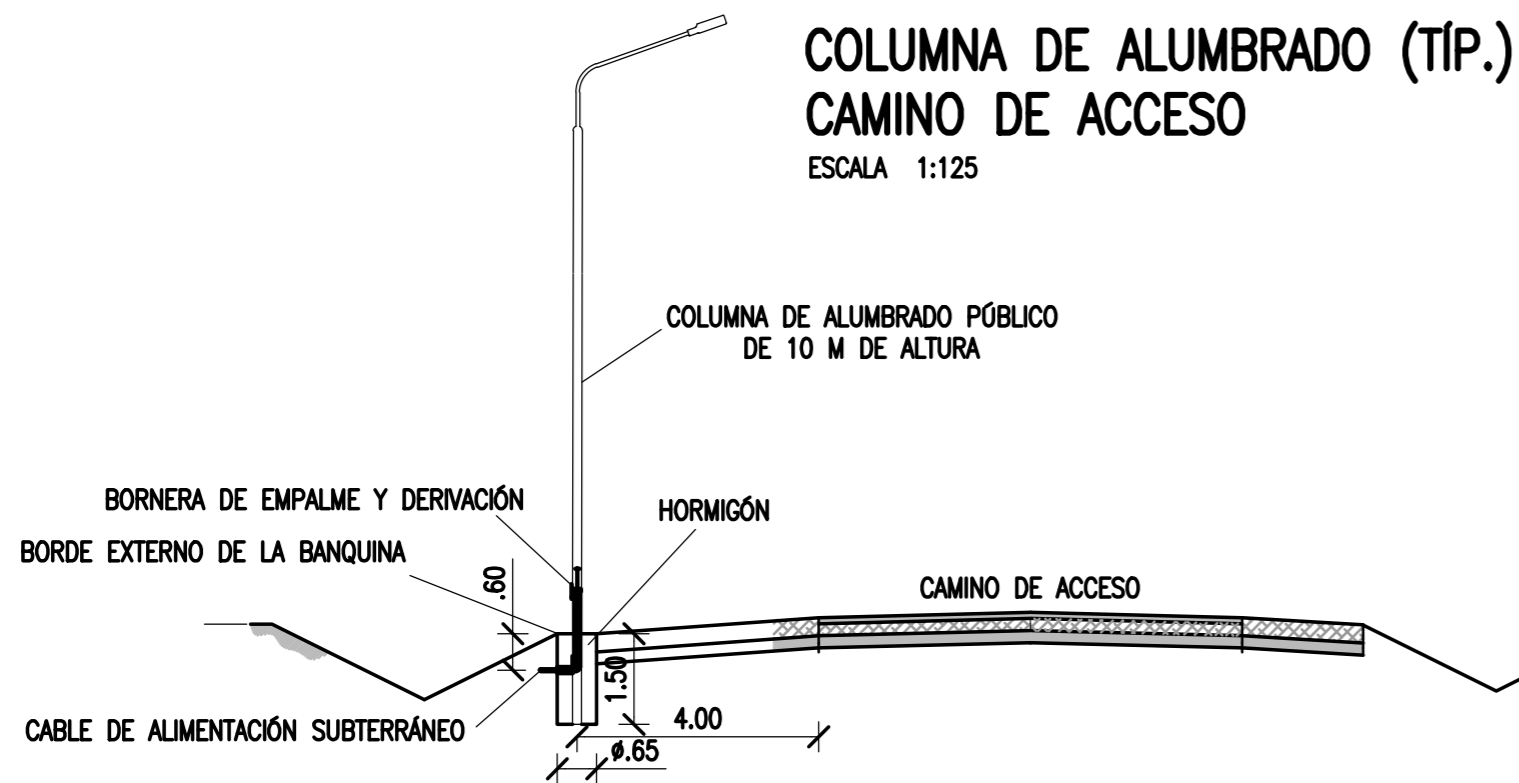 COLUMNA DE ALUMBRADO (TÍP.)
CAMINO DE ACCESO
ESCALA 1:125
COLUMNA DE ALUMBRADO PÚBLICO
DE 10 M DE ALTURA
BORNERA DE EMPALME Y DERIVACIÓN
HORMIGÓN
BORDE EXTERNO DE LA BANQUINA
.60
CAMINO DE ACCESO
1.50
CABLE DE ALIMENTACIÓN SUBTERRÁNEO
4.00
ø.65